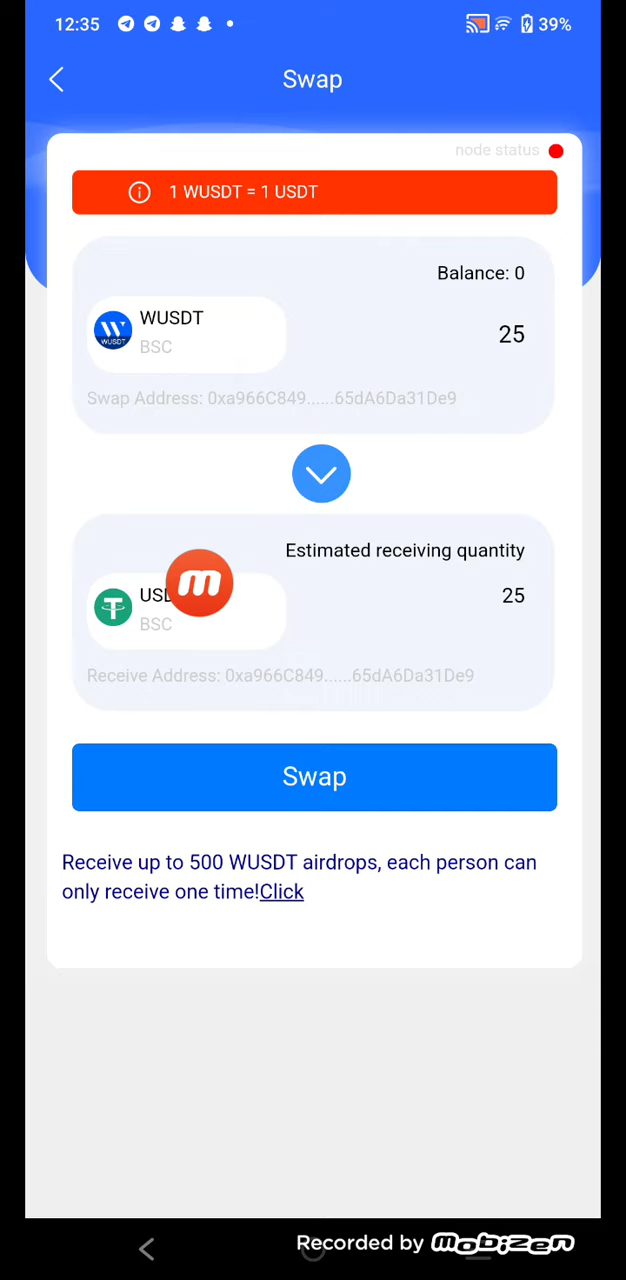 12:35
39%
Swap
node status
1 WUSDT = 1 USDT
Balance: 0
WUSDT
25
WUSDT
BSC
Swap Address: 0xa966C849......65dA6Da31De9
Estimated receiving quantity
25
BSC
Receive Address: 0xa966C849......65dA6Da31De9
Swap
Receive up to 500 WUSDT airdrops, each person can
only receive one time!Click
Recorded by mobizen